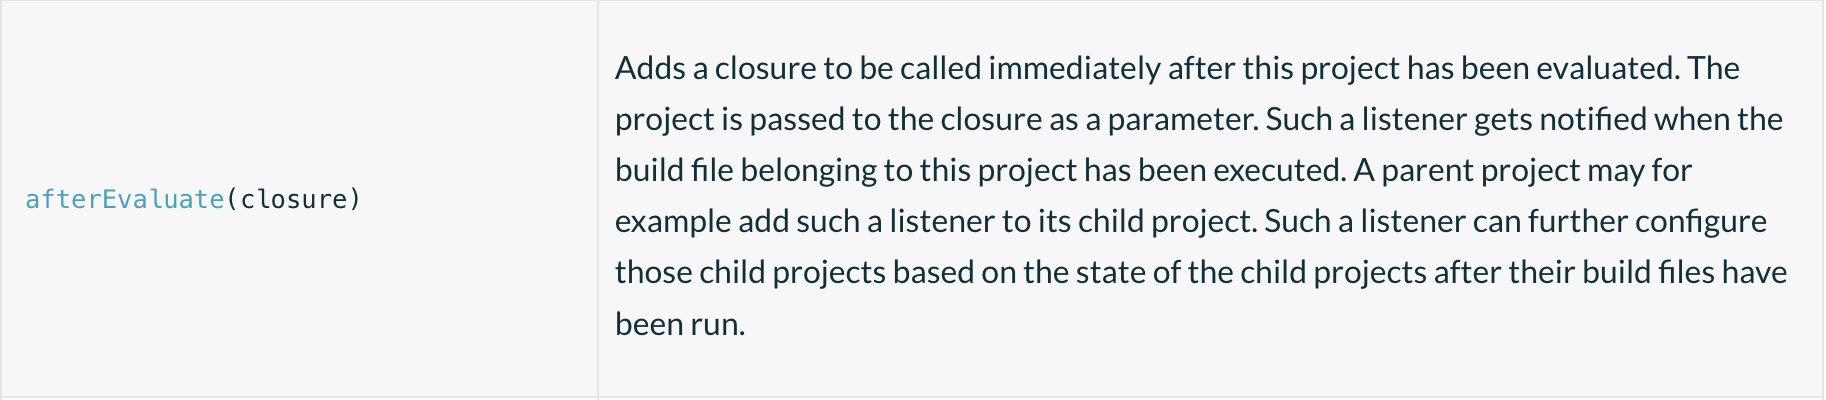 afterEvaluate(closure)
Adds a closure to be called immediately after this project has been evaluated. The
project is passed to the closure as a parameter. Such a listener gets notified when the
build file belonging to this project has been executed. A parent project may for
example add such a listener to its child project. Such a listener can further configure
those child projects based on the state of the child projects after their build files have
been run.